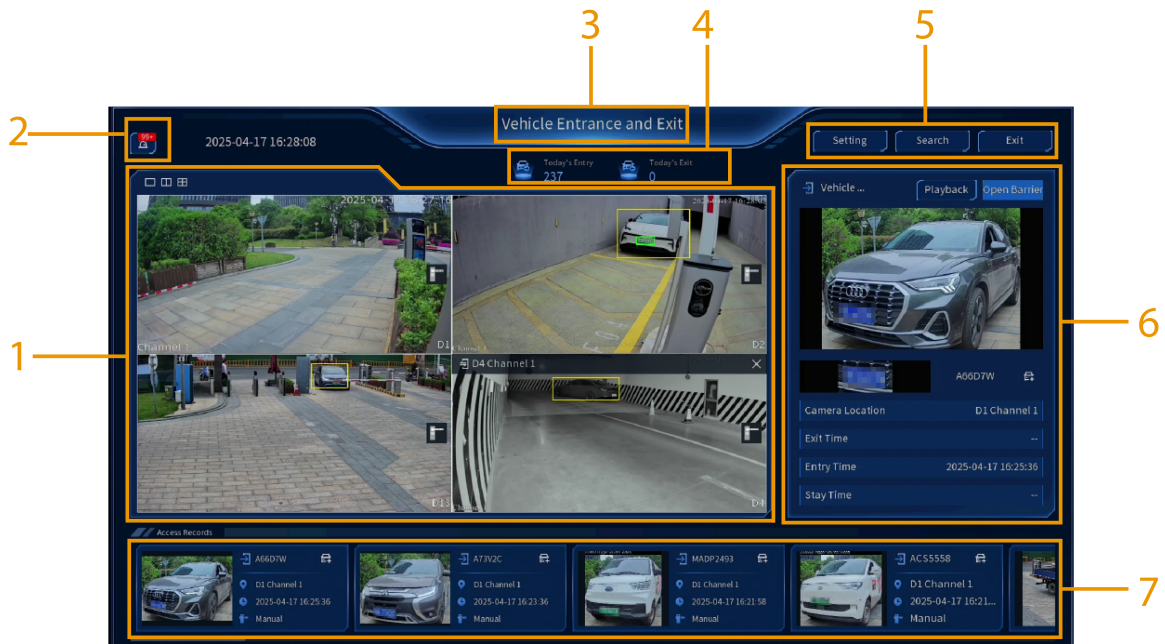 3
4
5
2
99+
2025-04-17 16:28:08
Vehicle Entrance and Exit
Today's Entry
237
Today's Exit
0
Setting
Search
Exit
1
Channel 1
D1
D2
D4 Channel 1
D13
D4
Vehicle ...
Playback
Open Barrier
A66D7W
Camera Location
D1 Channel 1
Exit Time
--
Entry Time
2025-04-17 16:25:36
Stay Time
--
6
Access Records
A66D7W
D1 Channel 1
2025-04-17 16:25:36
Manual
A73V2C
D1 Channel 1
2025-04-17 16:23:36
Manual
MADP2493
D1 Channel 1
2025-04-17 16:21:58
Manual
ACS5558
D1 Channel 1
2025-04-17 16:21...
Manual
7